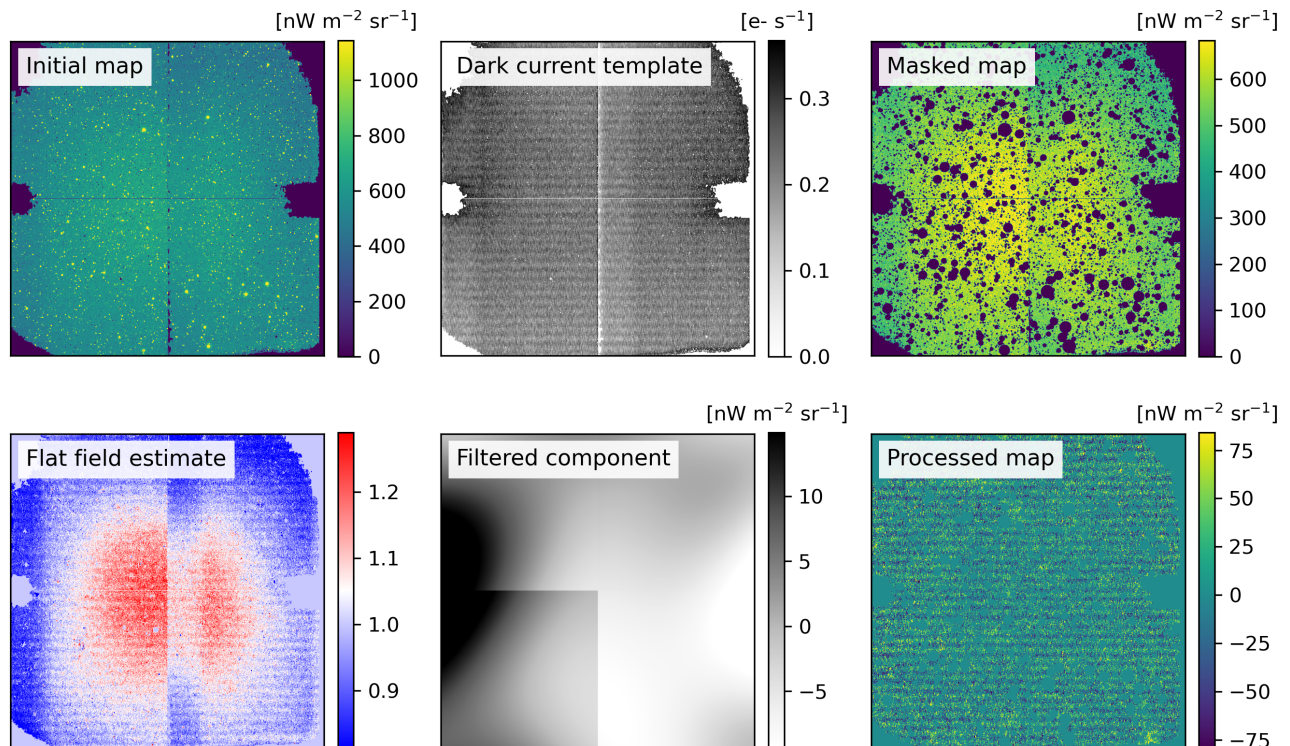 [nW m⁻² sr⁻¹]
[e- s⁻¹]
[nW m⁻² sr⁻¹]
Initial map
1000
800
600
400
200
0
Dark current template
0.3
0.2
0.1
0.0
Masked map
600
500
400
300
200
100
0
[nW m⁻² sr⁻¹]
[nW m⁻² sr⁻¹]
Flat field estimate
1.2
1.1
1.0
0.9
Filtered component
10
5
0
−5
Processed map
75
50
25
0
−25
−50
−75